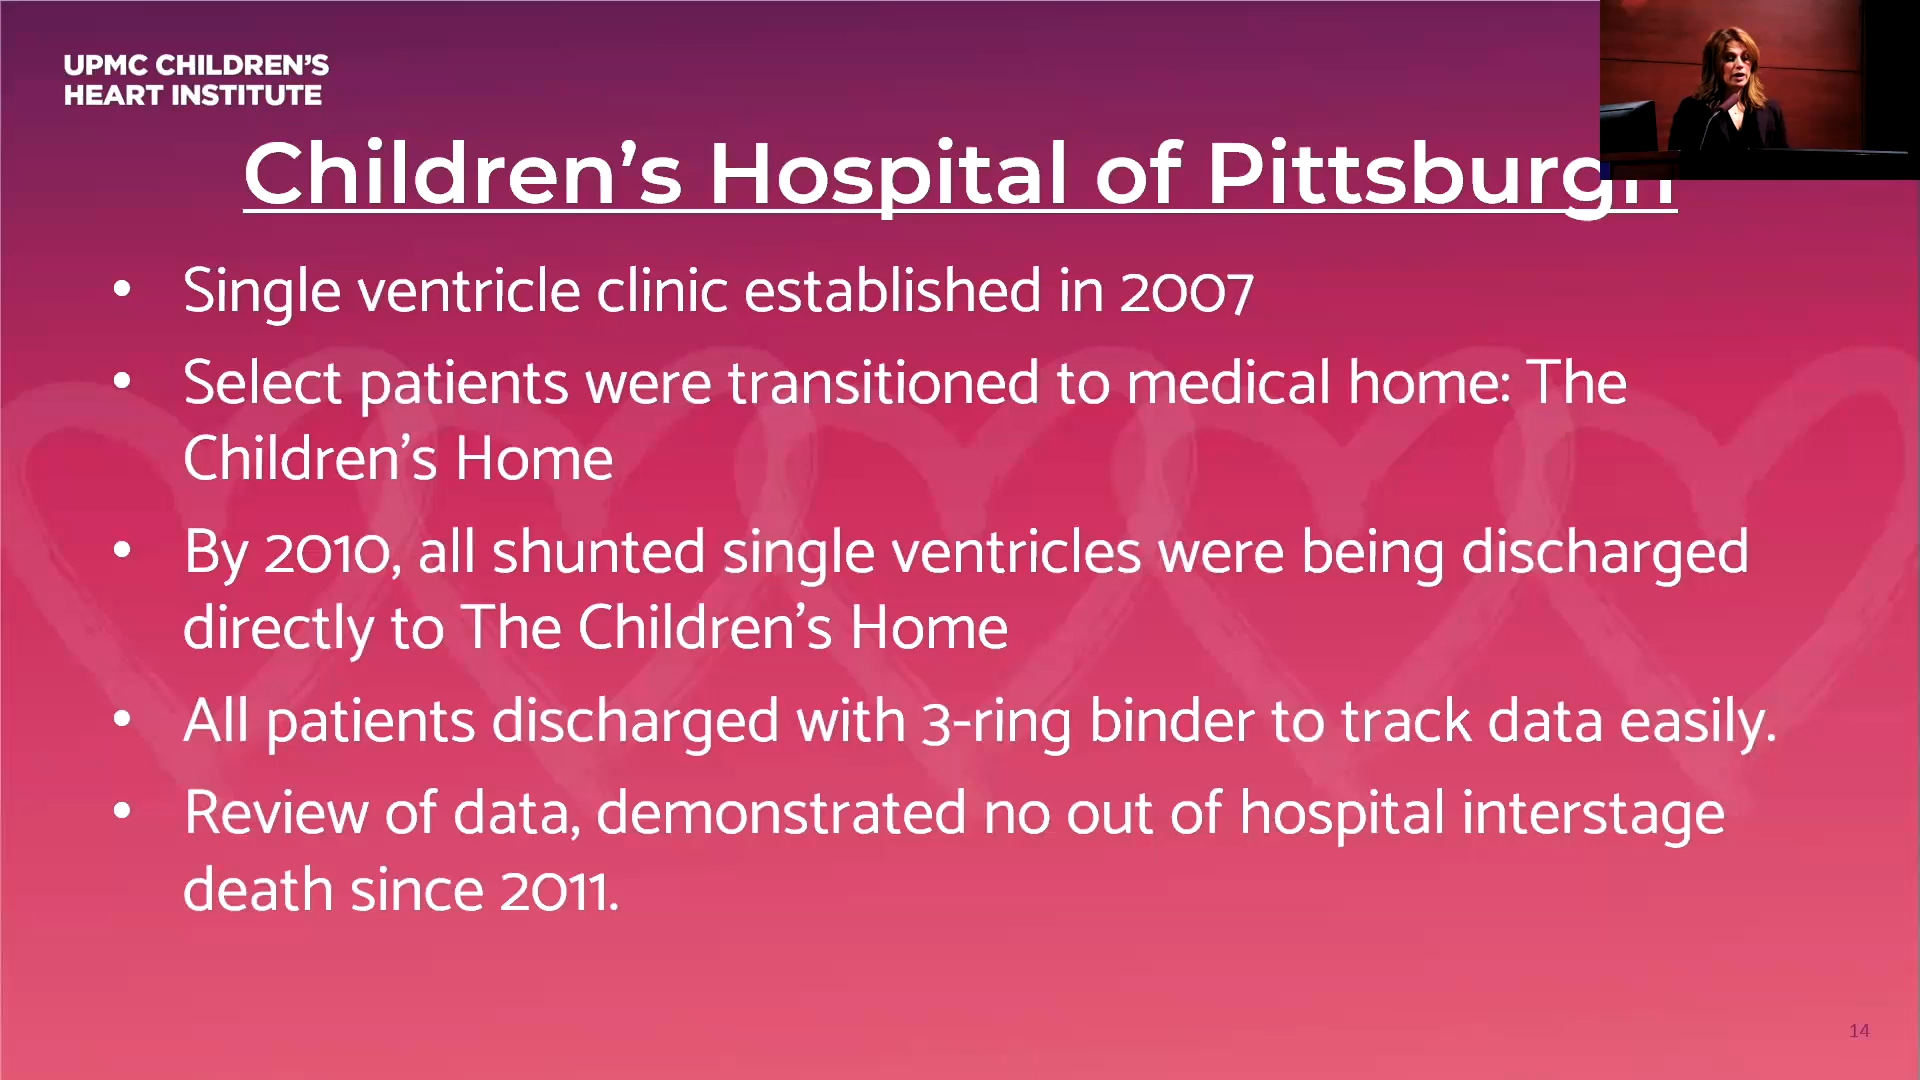 UPMC CHILDREN'S
HEART INSTITUTE
Children's Hospital of Pittsburgh
• Single ventricle clinic established in 2007
• Select patients were transitioned to medical home: The
Children's Home
• By 2010, all shunted single ventricles were being discharged
directly to The Children's Home
• All patients discharged with 3-ring binder to track data easily.
• Review of data, demonstrated no out of hospital interstage
death since 2011.
14